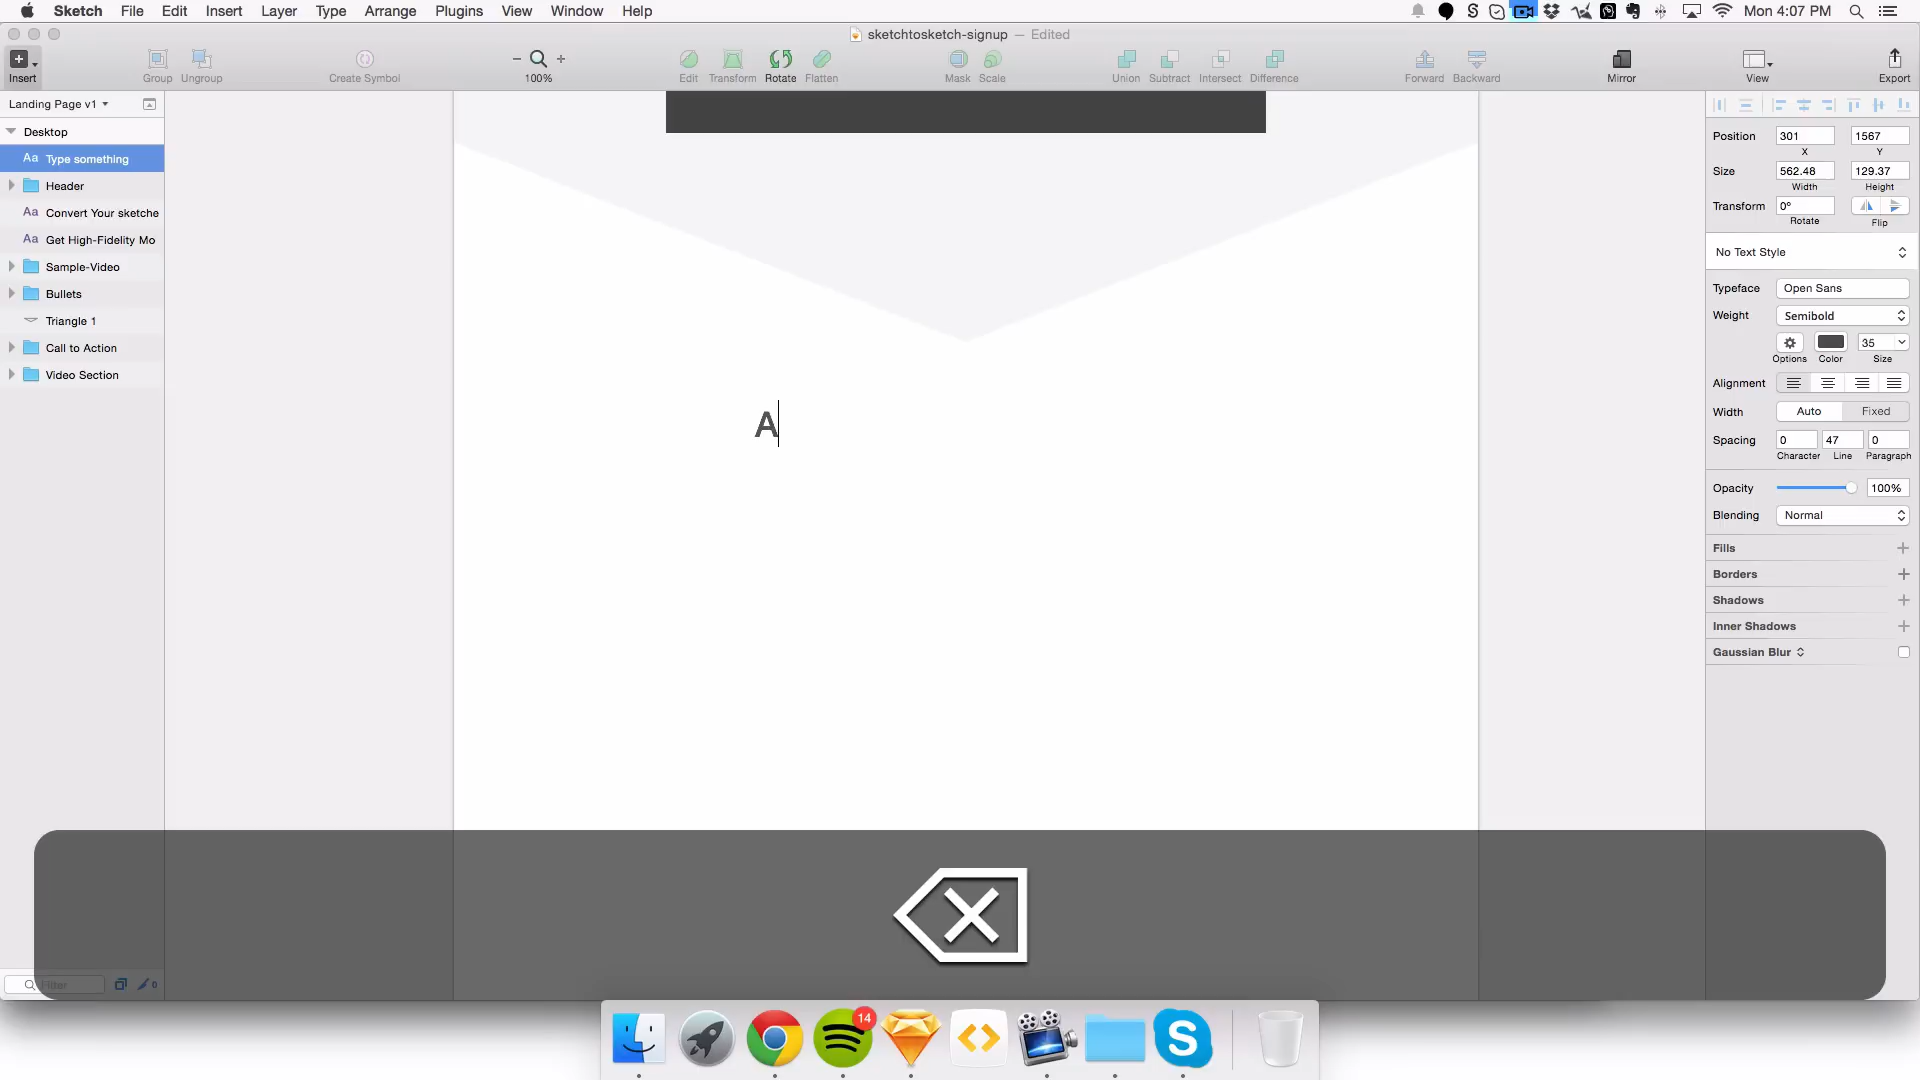 Sketch File Edit Insert Layer Type Arrange Plugins View Window Help Mon 4:07 PM
sketchtosketch-signup — Edited
Insert Group Ungroup Create Symbol 100% Edit Transform Rotate Flatten Mask Scale Union Subtract Intersect Difference Forward Backward Mirror View Export
Landing Page v1
Desktop
Aa Type something
Header
Aa Convert Your sketche
Aa Get High-Fidelity Mo
Sample-Video
Bullets
Triangle 1
Call to Action
Video Section
A
Position 301 1567
X Y
Size 562.48 129.37
Width Height
Transform 0°
Rotate Flip
No Text Style
Typeface Open Sans
Weight Semibold
35
Options Color Size
Alignment
Width Auto Fixed
Spacing 0 47 0
Character Line Paragraph
Opacity 100%
Blending Normal
Fills
Borders
Shadows
Inner Shadows
Gaussian Blur
Filter 0
14